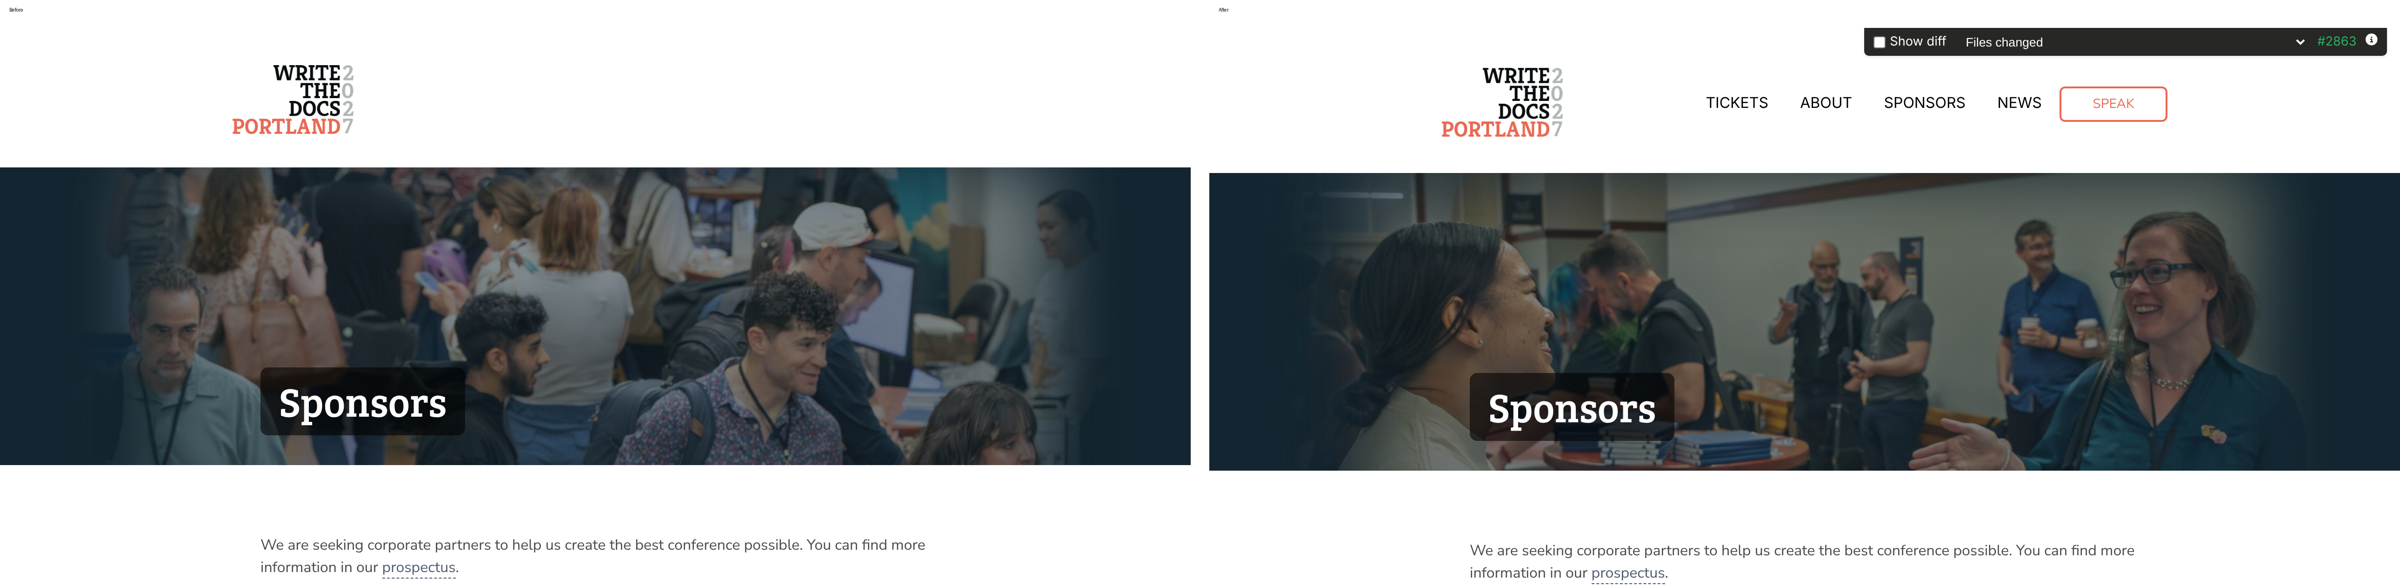 Before
WRITE 2
THE 0
DOCS 2
PORTLAND 7
Sponsors
We are seeking corporate partners to help us create the best conference possible. You can find more
information in our prospectus.
After
Show diff Files changed #2863
WRITE 2
THE 0
DOCS 2
PORTLAND 7
TICKETS ABOUT SPONSORS NEWS SPEAK
Sponsors
We are seeking corporate partners to help us create the best conference possible. You can find more
information in our prospectus.